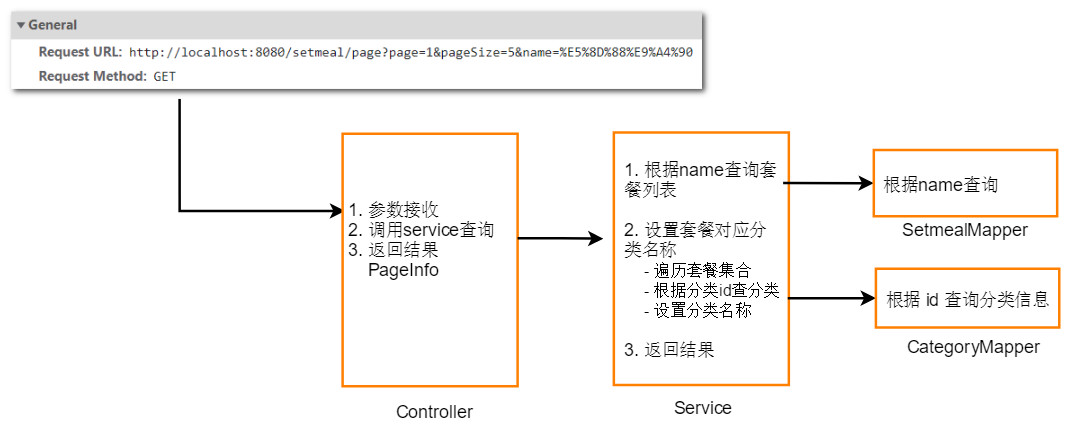 General
Request URL: http://localhost:8080/setmeal/page?page=1&pageSize=5&name=%E5%8D%88%E9%A4%90
Request Method: GET
1. 参数接收
2. 调用service查询
3. 返回结果
PageInfo
Controller
1. 根据name查询套
餐列表
2. 设置套餐对应分
类名称
- 遍历套餐集合
- 根据分类id查分类
- 设置分类名称
3. 返回结果
Service
根据name查询
SetmealMapper
根据 id 查询分类信息
CategoryMapper